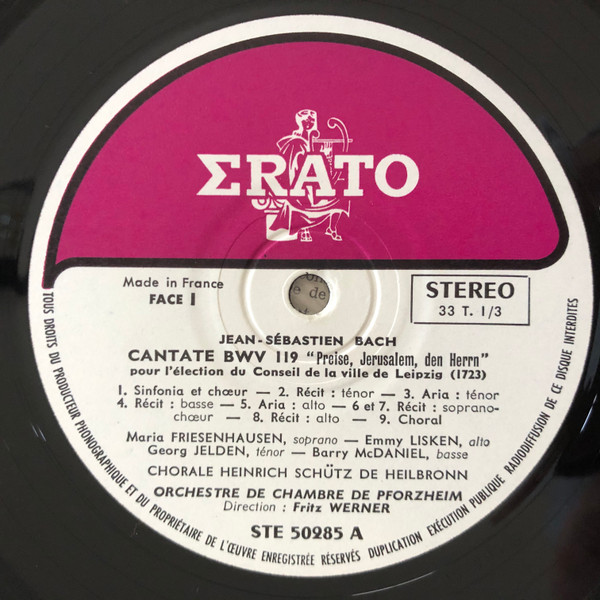 ΣRATO
Made in France
FACE 1
STEREO
33 T. 1/3
JEAN-SÉBASTIEN BACH
CANTATE BWV 119 "Preise, Jerusalem, den Herrn"
pour l'élection du Conseil de la ville de Leipzig (1723)
1. Sinfonia et chœur — 2. Récit : ténor — 3. Aria : ténor
4. Récit : basse — 5. Aria : alto — 6 et 7. Récit : soprano-
chœur — 8. Récit : alto — 9. Choral
Maria FRIESENHAUSEN, soprano — Emmy LISKEN, alto
Georg JELDEN, ténor — Barry McDANIEL, basse
CHORALE HEINRICH SCHÜTZ DE HEILBRONN
ORCHESTRE DE CHAMBRE DE PFORZHEIM
Direction : Fritz WERNER
STE 50285 A
TOUS DROITS DU PRODUCTEUR PHONOGRAPHIQUE ET DU PROPRIÉTAIRE DE L'ŒUVRE ENREGISTRÉE RÉSERVÉS DUPLICATION EXÉCUTION PUBLIQUE RADIODIFFUSION DE CE DISQUE INTERDITES